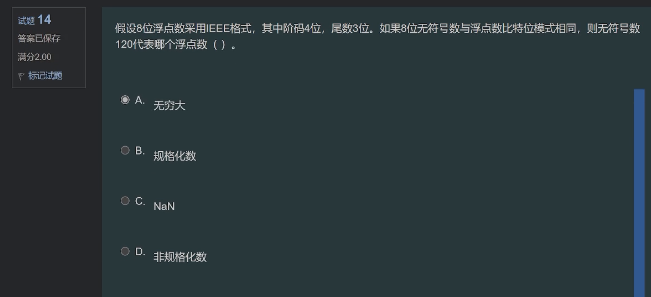 试题 14
答案已保存
满分2.00
标记试题
假设8位浮点数采用IEEE格式，其中阶码4位，尾数3位。如果8位无符号数与浮点数比特位模式相同，则无符号数
120代表哪个浮点数（ ）。
A. 无穷大
B. 规格化数
C. NaN
D. 非规格化数